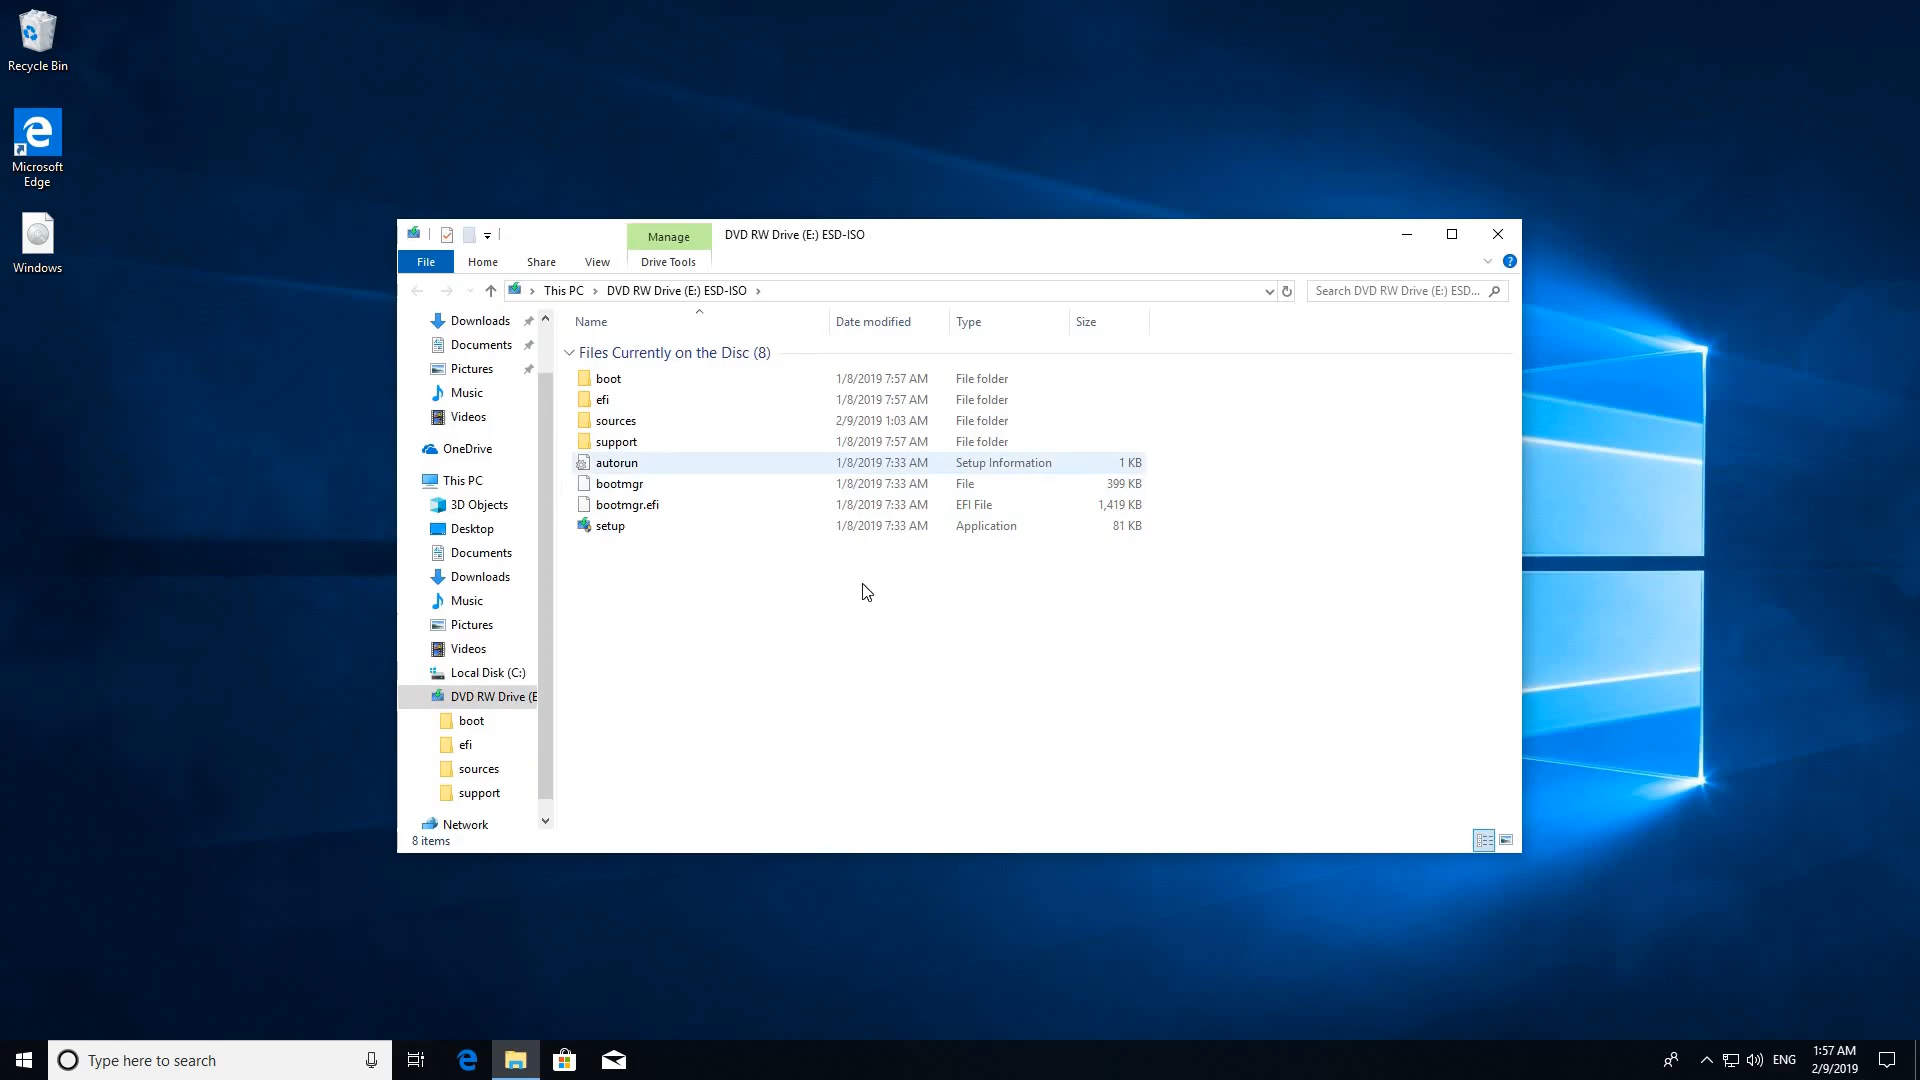 Recycle Bin
Microsoft
Edge
Windows
Manage
DVD RW Drive (E:) ESD-ISO
File
Home
Share
View
Drive Tools
This PC
DVD RW Drive (E:) ESD-ISO
Search DVD RW Drive (E:) ESD...
Downloads
Documents
Pictures
Music
Videos
OneDrive
This PC
3D Objects
Desktop
Documents
Downloads
Music
Pictures
Videos
Local Disk (C:)
DVD RW Drive (E
boot
efi
sources
support
Network
Name Date modified Type Size
Files Currently on the Disc (8)
boot 1/8/2019 7:57 AM File folder
efi 1/8/2019 7:57 AM File folder
sources 2/9/2019 1:03 AM File folder
support 1/8/2019 7:57 AM File folder
autorun 1/8/2019 7:33 AM Setup Information 1 KB
bootmgr 1/8/2019 7:33 AM File 399 KB
bootmgr.efi 1/8/2019 7:33 AM EFI File 1,419 KB
setup 1/8/2019 7:33 AM Application 81 KB
8 items
Type here to search
ENG
1:57 AM
2/9/2019